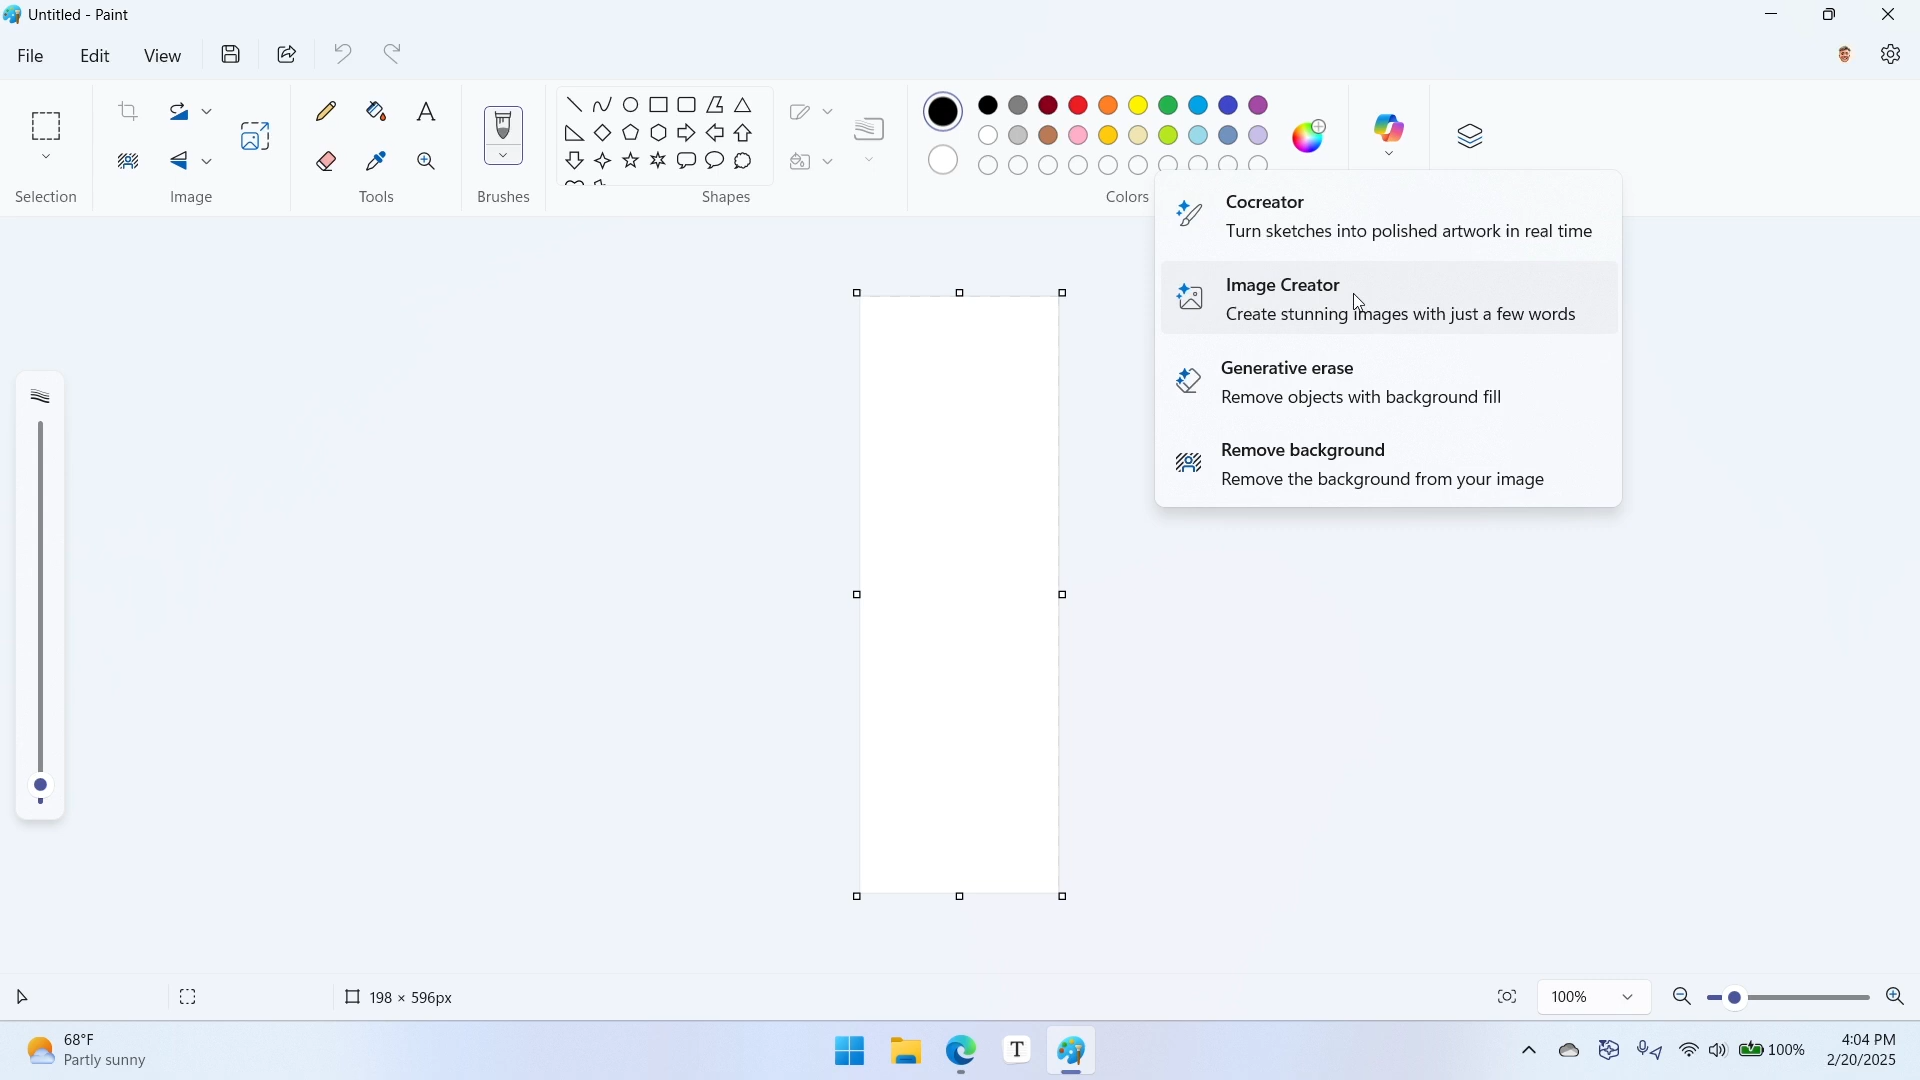 Untitled - Paint
File Edit View
Selection Image Tools Brushes Shapes Colors
Cocreator
Turn sketches into polished artwork in real time
Image Creator
Create stunning images with just a few words
Generative erase
Remove objects with background fill
Remove background
Remove the background from your image
198 × 596px 100%
68°F
Partly sunny
T
100%
4:04 PM
2/20/2025